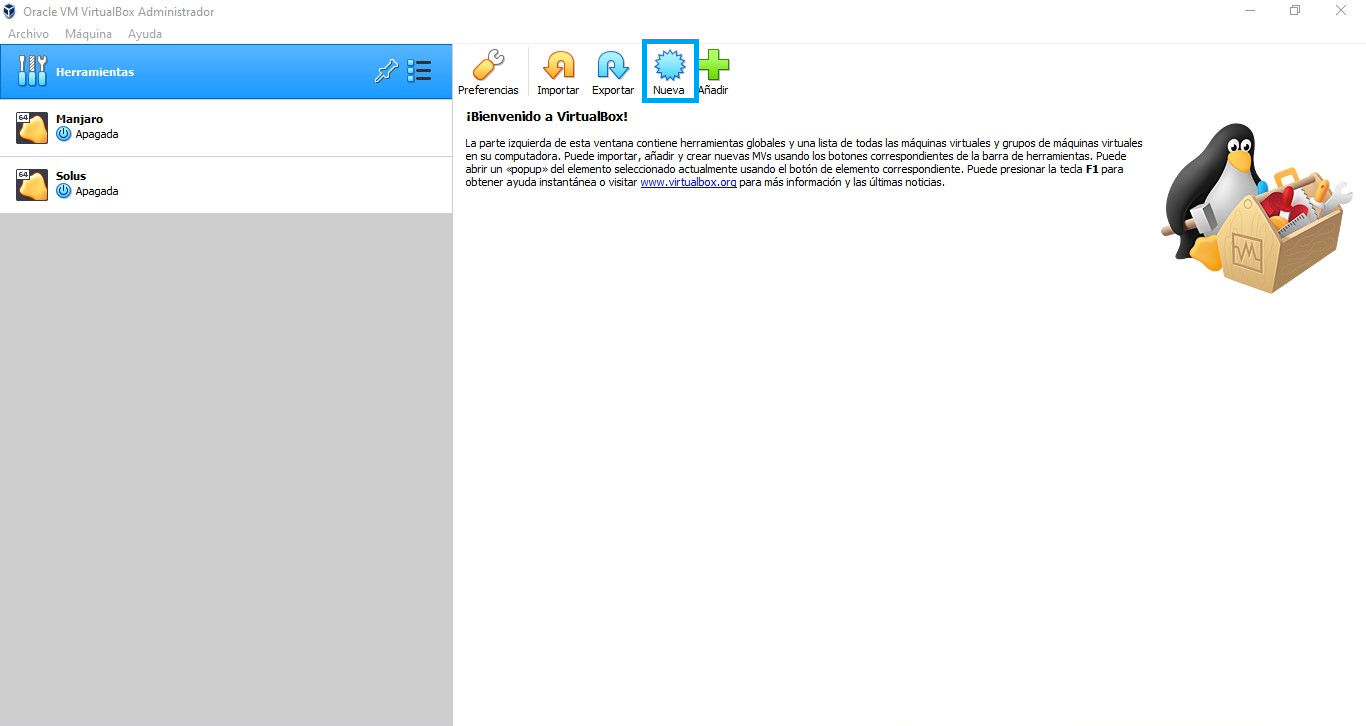 Oracle VM VirtualBox Administrador
Archivo Máquina Ayuda
Herramientas
64
Manjaro
Apagada
64
Solus
Apagada
Preferencias Importar Exportar Nueva Añadir
¡Bienvenido a VirtualBox!
La parte izquierda de esta ventana contiene herramientas globales y una lista de todas las máquinas virtuales y grupos de máquinas virtuales
en su computadora. Puede importar, añadir y crear nuevas MVs usando los botones correspondientes de la barra de herramientas. Puede
abrir un «popup» del elemento seleccionado actualmente usando el botón de elemento correspondiente. Puede presionar la tecla F1 para
obtener ayuda instantánea o visitar www.virtualbox.org para más información y las últimas noticias.